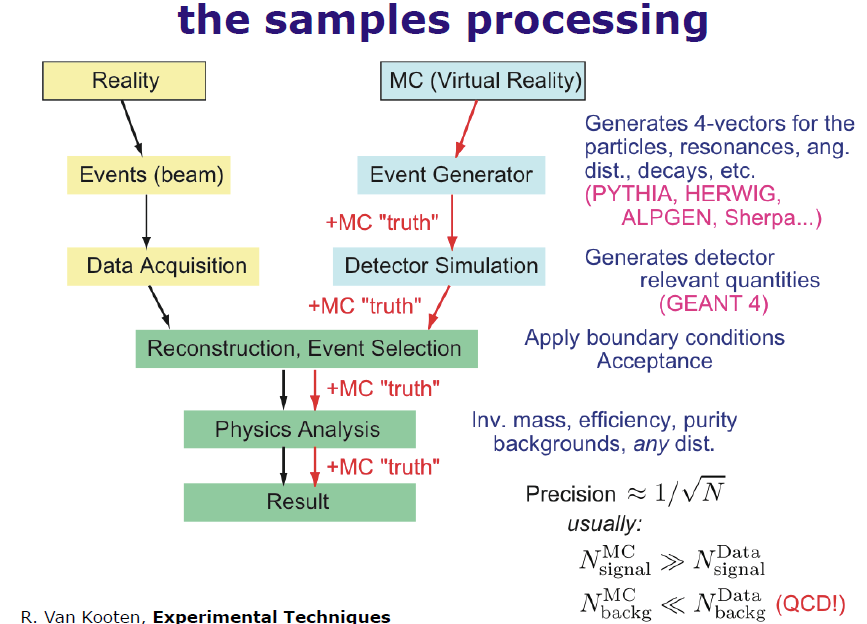 the samples processing
Reality
MC (Virtual Reality)
Generates 4-vectors for the
particles, resonances, ang.
dist., decays, etc.
(PYTHIA, HERWIG,
ALPGEN, Sherpa...)
Events (beam)
Event Generator
+MC "truth"
Data Acquisition
Detector Simulation
Generates detector
relevant quantities
(GEANT 4)
+MC "truth"
Reconstruction, Event Selection
Apply boundary conditions
Acceptance
+MC "truth"
Physics Analysis
Inv. mass, efficiency, purity
backgrounds, any dist.
+MC "truth"
Result
Precision ≈ 1/√N
usually:
N^MC_signal ≫ N^Data_signal
N^MC_backg ≪ N^Data_backg (QCD!)
R. Van Kooten, Experimental Techniques